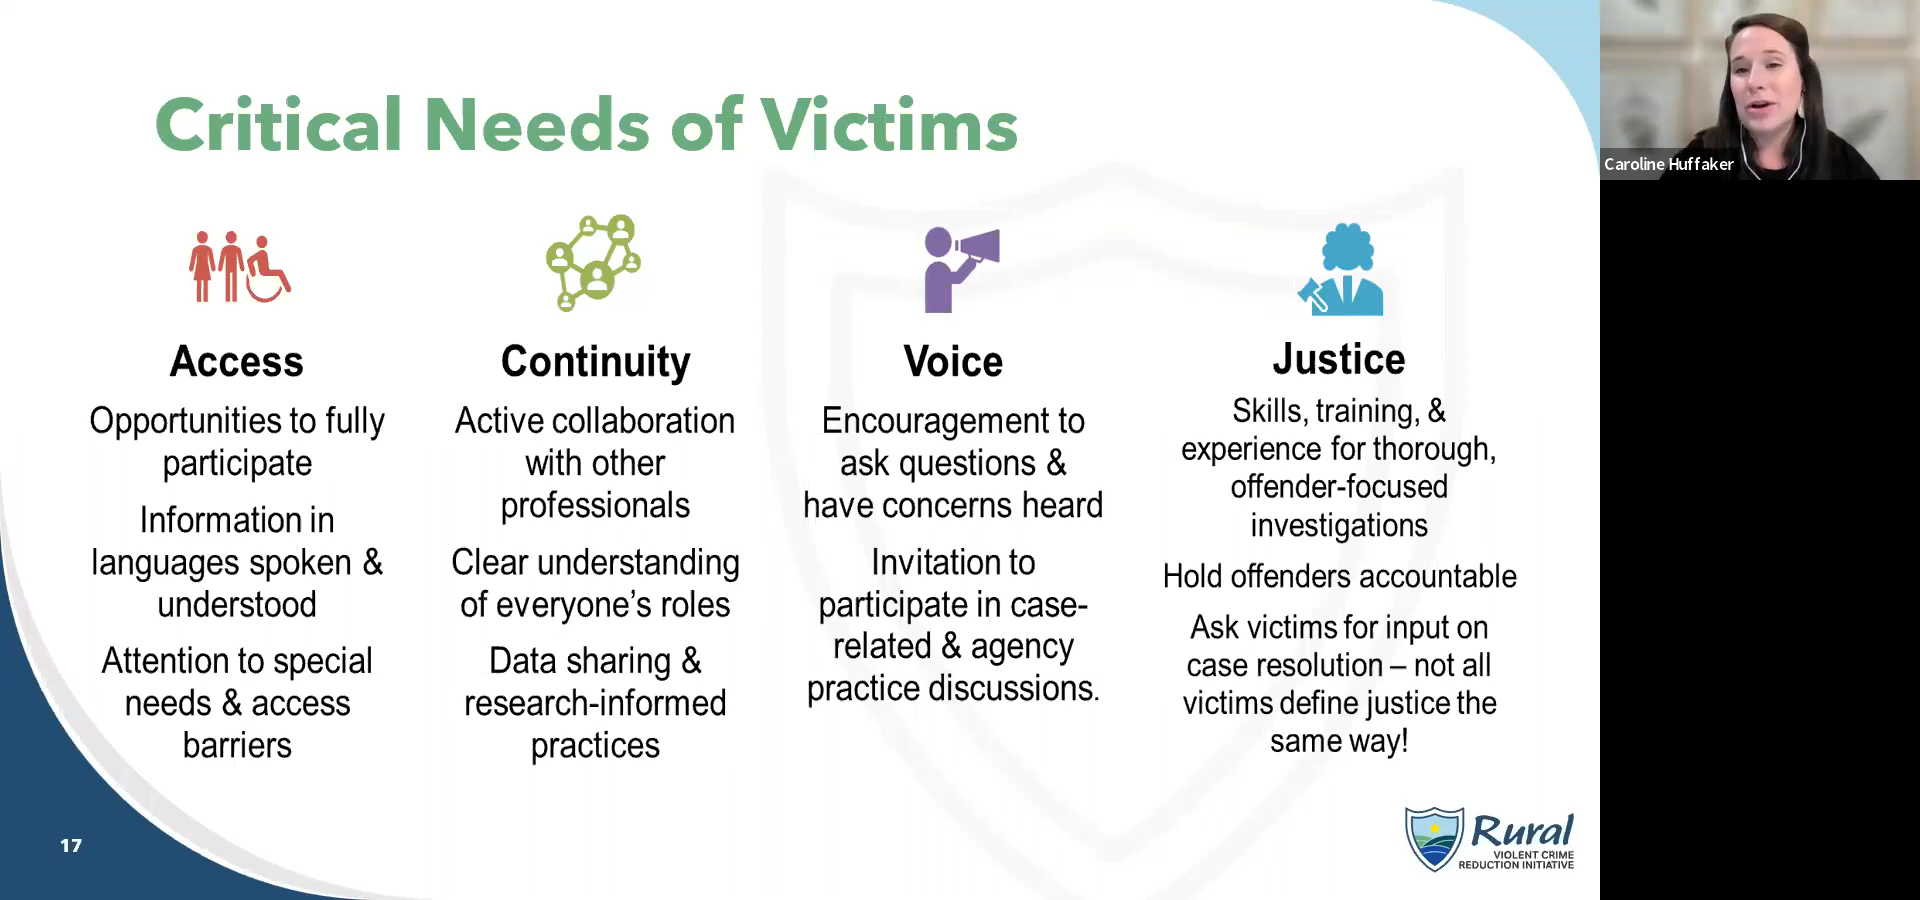 Critical Needs of Victims
Access
Opportunities to fully
participate
Information in
languages spoken &
understood
Attention to special
needs & access
barriers
Continuity
Active collaboration
with other
professionals
Clear understanding
of everyone’s roles
Data sharing &
research-informed
practices
Voice
Encouragement to
ask questions &
have concerns heard
Invitation to
participate in case-
related & agency
practice discussions.
Justice
Skills, training, &
experience for thorough,
offender-focused
investigations
Hold offenders accountable
Ask victims for input on
case resolution – not all
victims define justice the
same way!
17
Rural
VIOLENT CRIME
REDUCTION INITIATIVE
Caroline Huffaker